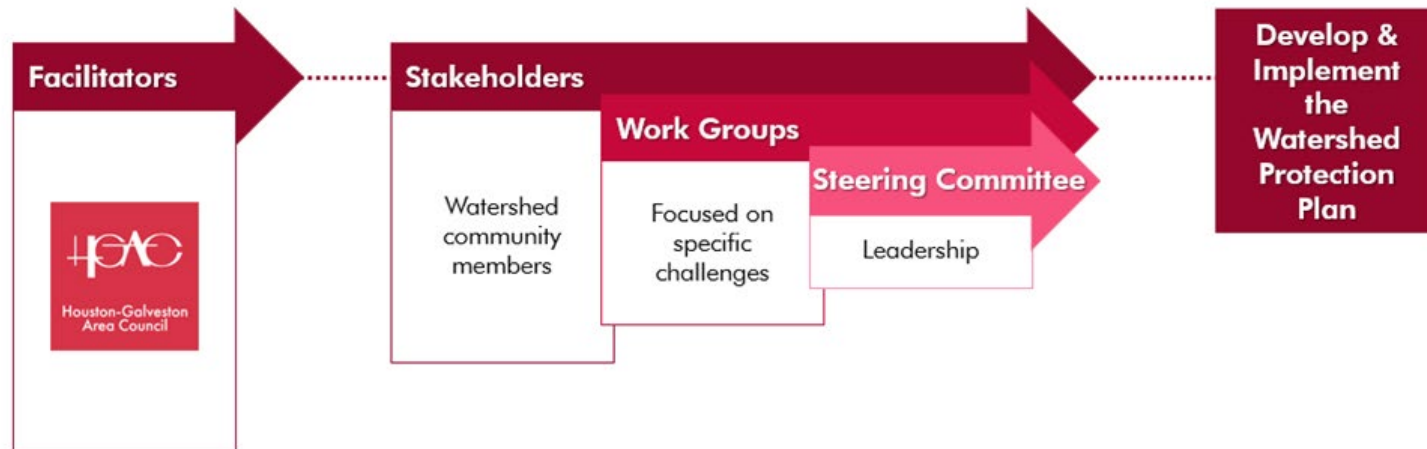 Facilitators
HGAC
Houston-Galveston
Area Council
Stakeholders
Watershed
community
members
Work Groups
Focused on
specific
challenges
Steering Committee
Leadership
Develop &
Implement
the
Watershed
Protection
Plan